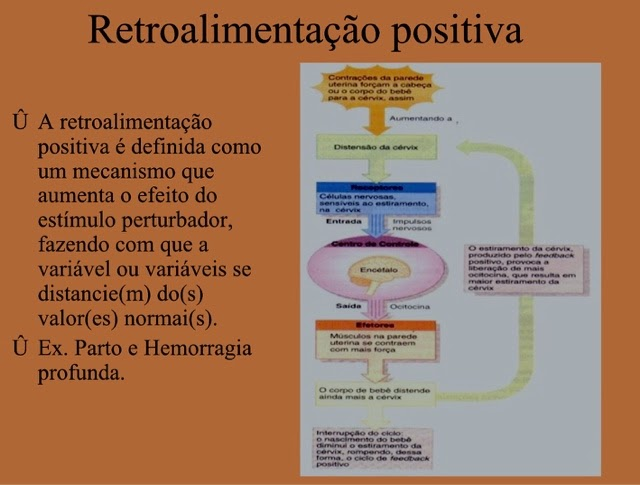 Retroalimentação positiva
Û A retroalimentação
positiva é definida como
um mecanismo que
aumenta o efeito do
estímulo perturbador,
fazendo com que a
variável ou variáveis se
distancie(m) do(s)
valor(es) normai(s).
Û Ex. Parto e Hemorragia
profunda.
Contrações da parede
uterina forçam a cabeça
ou o corpo do bebê
para a cérvix, assim
Aumentando a .
Distensão da cérvix
Receptores
Células nervosas,
sensíveis ao estiramento,
na cérvix
Entrada Impulsos
nervosos
Centro de Controle
Encéfalo
Saída Ocitocina
Efetores
Músculos na parede
uterina se contraem
com mais força
O corpo de bebê distende
ainda mais a cérvix
Interrupção do ciclo:
o nascimento do bebê
diminui o estiramento da
cérvix, rompendo, dessa
forma, o ciclo de feedback
positivo
O estiramento da cérvix,
produzido pelo feedback
positivo, provoca a
liberação de mais
ocitocina, que resulta em
maior estiramento da
cérvix